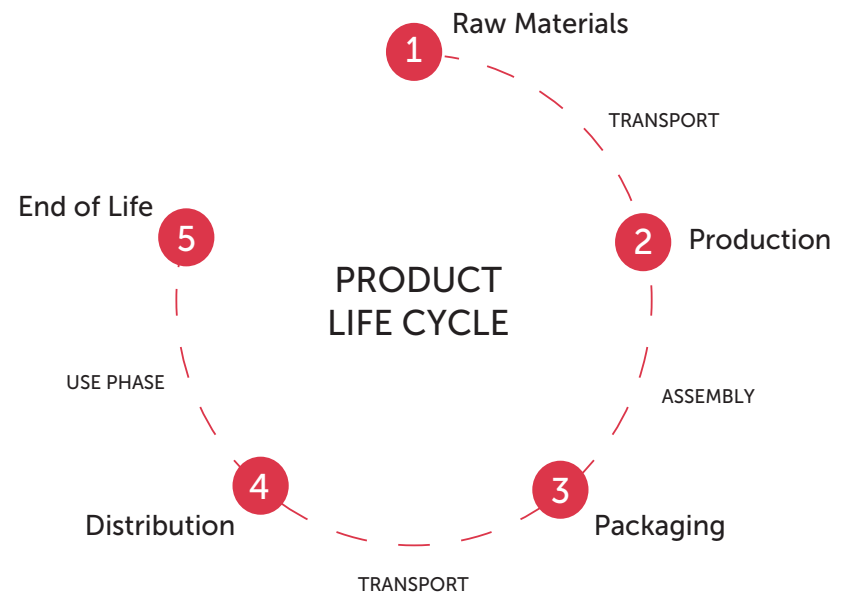 1
Raw Materials
TRANSPORT
2
Production
ASSEMBLY
3
Packaging
TRANSPORT
4
Distribution
USE PHASE
5
End of Life
PRODUCT
LIFE CYCLE